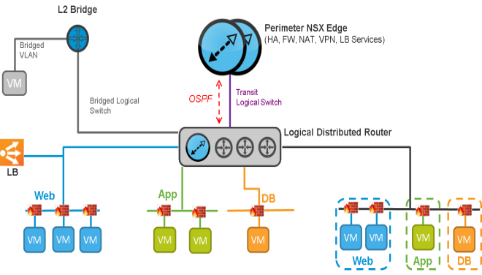 L2 Bridge
Perimeter NSX Edge
(HA, FW, NAT, VPN, LB Services)
Bridged
VLAN
VM
OSPF
Transit
Logical Switch
Bridged Logical
Switch
Logical Distributed Router
LB
Web
App
DB
VM VM VM
VM VM
VM
VM VM
VM
VM
Web
App
DB